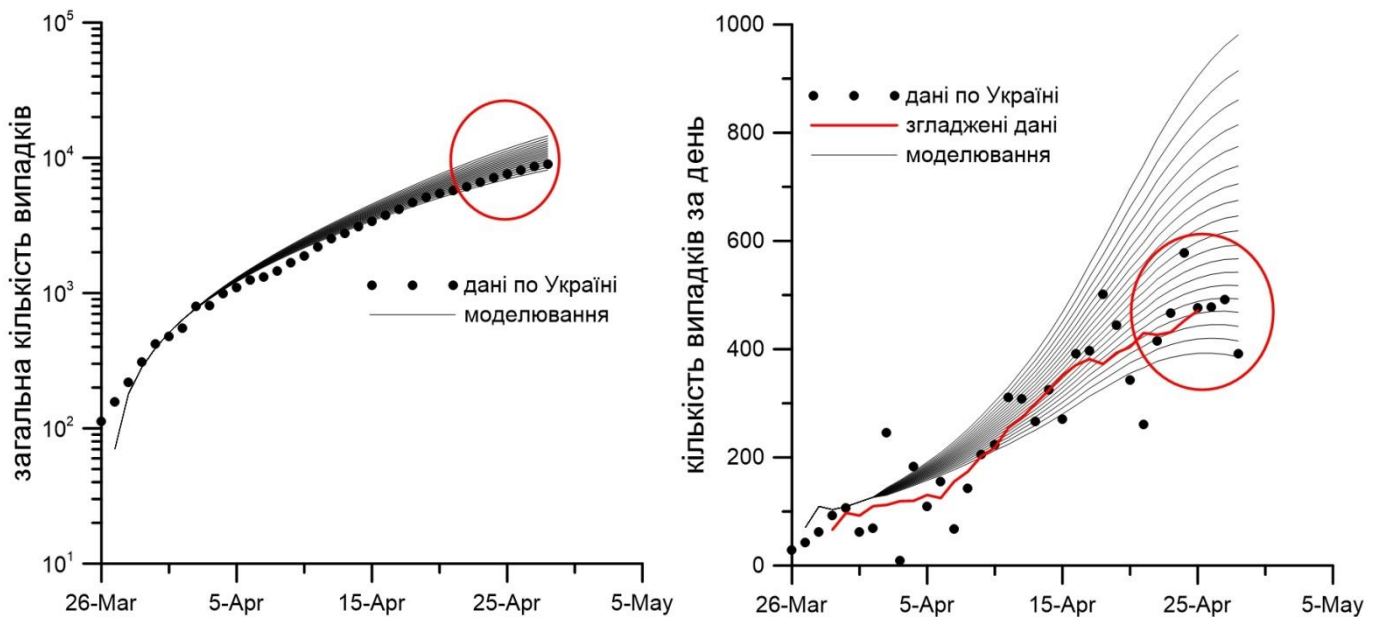 загальна кількість випадків
10^5
10^4
10^3
10^2
10^1
дані по Україні
моделювання
26-Mar
5-Apr
15-Apr
25-Apr
5-May
кількість випадків за день
1000
800
600
400
200
0
дані по Україні
згладжені дані
моделювання
26-Mar
5-Apr
15-Apr
25-Apr
5-May